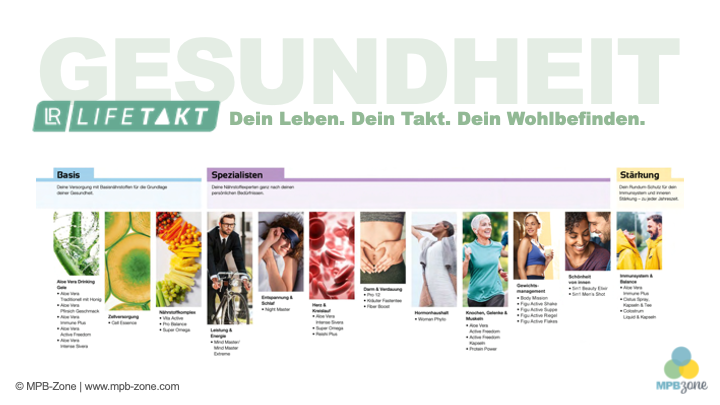 GESUNDHEIT
LR LIFETAKT
Dein Leben. Dein Takt. Dein Wohlbefinden.
Basis
Deine Versorgung mit Basisnährstoffen für die Grundlage
deiner Gesundheit.
Spezialisten
Deine Nährstoffexperten ganz nach deinen
persönlichen Bedürfnissen.
Stärkung
Dein Rundum-Schutz für dein
Immunsystem und inneren
Stärkung – zu jeder Jahreszeit.
Aloe Vera Drinking
Gele
• Aloe Vera
Traditionell mit Honig
• Aloe Vera
Pfirsich Geschmack
• Aloe Vera
Immune Plus
• Aloe Vera
Active Freedom
• Aloe Vera
Intense Sivera
Zellversorgung
• Cell Essence
Nährstoffkomplex
• Vita Active
• Pro Balance
• Super Omega
Leistung &
Energie
• Mind Master/
Mind Master
Extreme
Entspannung &
Schlaf
• Night Master
Herz &
Kreislauf
• Aloe Vera
Intense Sivera
• Super Omega
• Reishi Plus
Darm & Verdauung
• Pro 12
• Kräuter Fastentee
• Fiber Boost
Hormonhaushalt
• Women Phyto
Knochen, Gelenke &
Muskeln
• Aloe Vera
Active Freedom
• Active Freedom
Kapseln
• Protein Power
Gewichts-
management
• Body Mission
• Figu Active Shake
• Figu Active Suppe
• Figu Active Riegel
• Figu Active Flakes
Schönheit
von innen
• 5in1 Beauty Elixir
• 5in1 Men's Shot
Immunsystem &
Balance
• Aloe Vera
Immune Plus
• Cistus Spray,
Kapseln & Tee
• Colostrum
Liquid & Kapseln
© MPB-Zone | www.mpb-zone.com
MPBzone